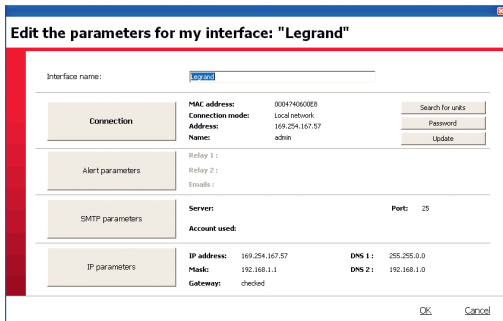 Edit the parameters for my interface: "Legrand"
Interface name:
Legrand
Connection
MAC address: 0004740600E8
Connection mode: Local network
Address: 169.254.167.57
Name: admin
Search for units
Password
Update
Alert parameters
Relay 1 :
Relay 2 :
Emails :
SMTP parameters
Server: Port: 25
Account used:
IP parameters
IP address: 169.254.167.57 DNS 1 : 255.255.0.0
Mask: 192.168.1.1 DNS 2 : 192.168.1.0
Gateway: checked
OK Cancel